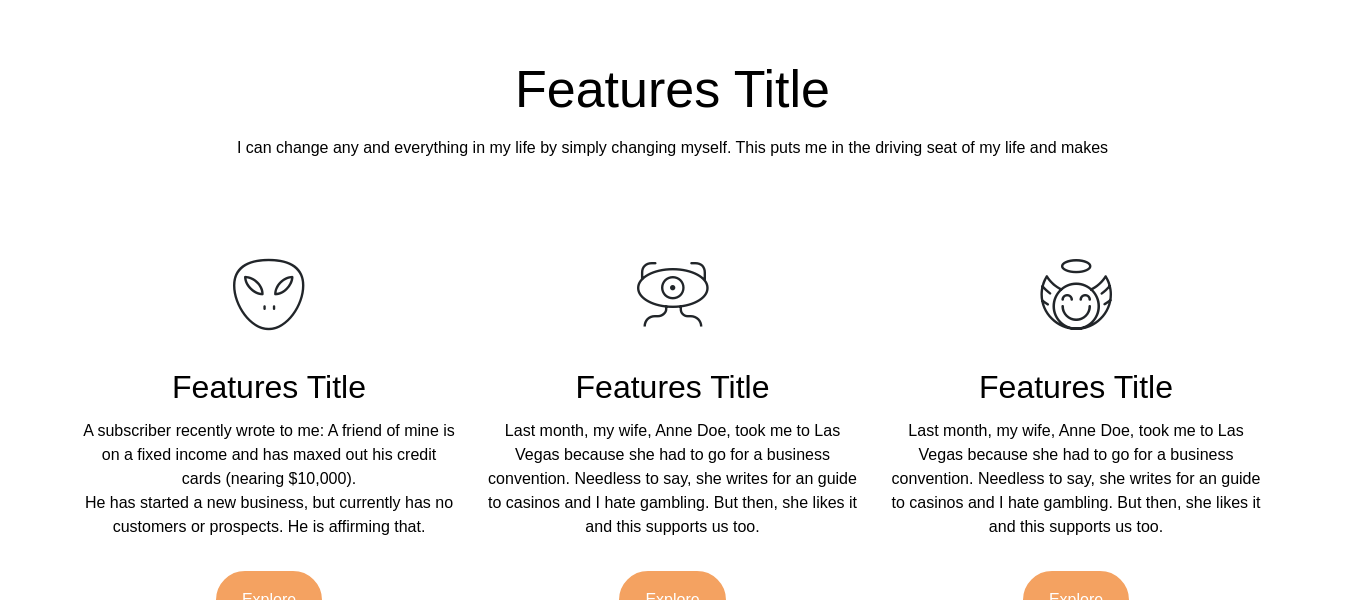 Features Title
I can change any and everything in my life by simply changing myself. This puts me in the driving seat of my life and makes
Features Title
A subscriber recently wrote to me: A friend of mine is
on a fixed income and has maxed out his credit
cards (nearing $10,000).
He has started a new business, but currently has no
customers or prospects. He is affirming that.
Explore
Features Title
Last month, my wife, Anne Doe, took me to Las
Vegas because she had to go for a business
convention. Needless to say, she writes for an guide
to casinos and I hate gambling. But then, she likes it
and this supports us too.
Explore
Features Title
Last month, my wife, Anne Doe, took me to Las
Vegas because she had to go for a business
convention. Needless to say, she writes for an guide
to casinos and I hate gambling. But then, she likes it
and this supports us too.
Explore